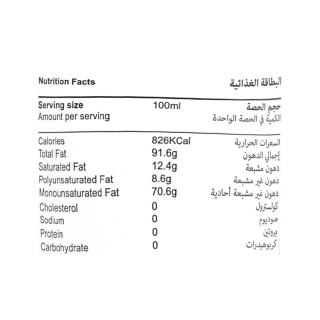 Nutrition Facts البطاقة الغذائية
Serving size 100ml حجم الحصة
Amount per serving الكمية في الحصة الواحدة
Calories 826KCal السعرات الحرارية
Total Fat 91.6g إجمالي الدهون
Saturated Fat 12.4g دهون مشبعة
Polyunsaturated Fat 8.6g دهون غير مشبعة
Monounsaturated Fat 70.6g دهون غير مشبعة أحادية
Cholesterol 0 كولسترول
Sodium 0 صوديوم
Protein 0 بروتين
Carbohydrate 0 كربوهيدرات